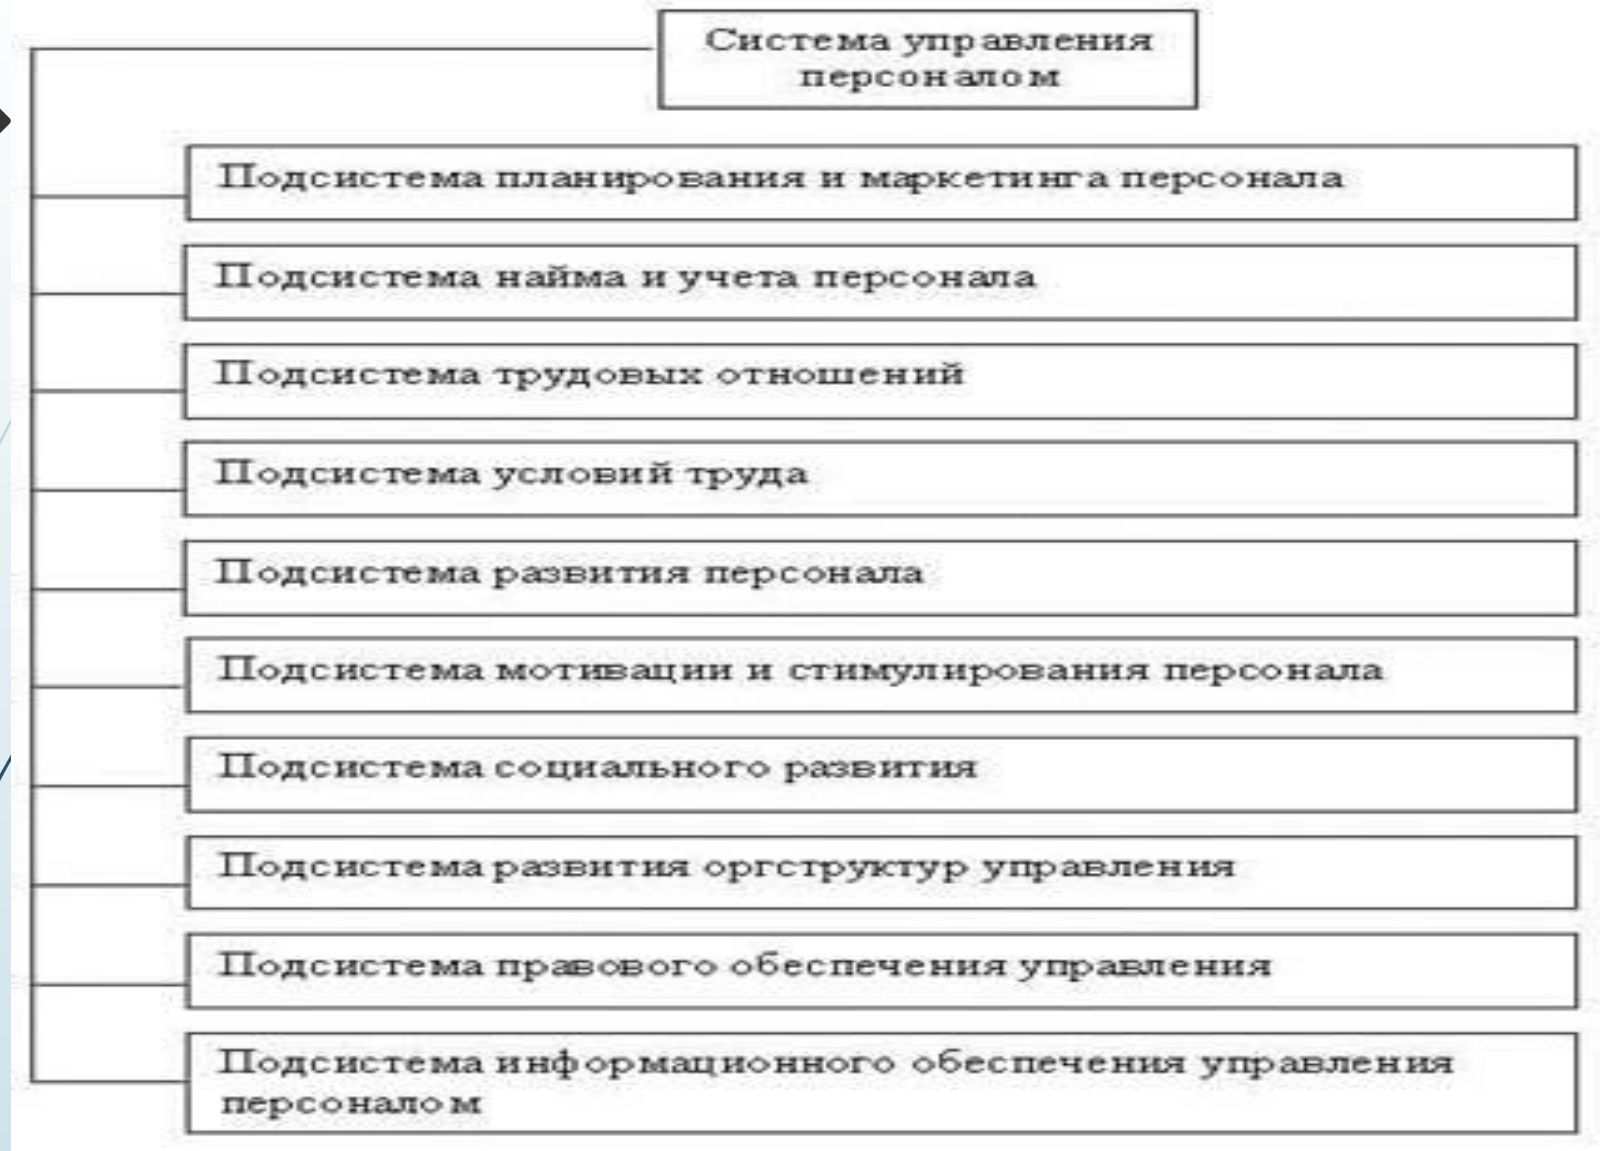 Система управления
персоналом
Подсистема планирования и маркетинга персонала
Подсистема найма и учета персонала
Подсистема трудовых отношений
Подсистема условий труда
Подсистема развития персонала
Подсистема мотивации и стимулирования персонала
Подсистема социального развития
Подсистема развития оргструктур управления
Подсистема правового обеспечения управления
Подсистема информационного обеспечения управления
персоналом